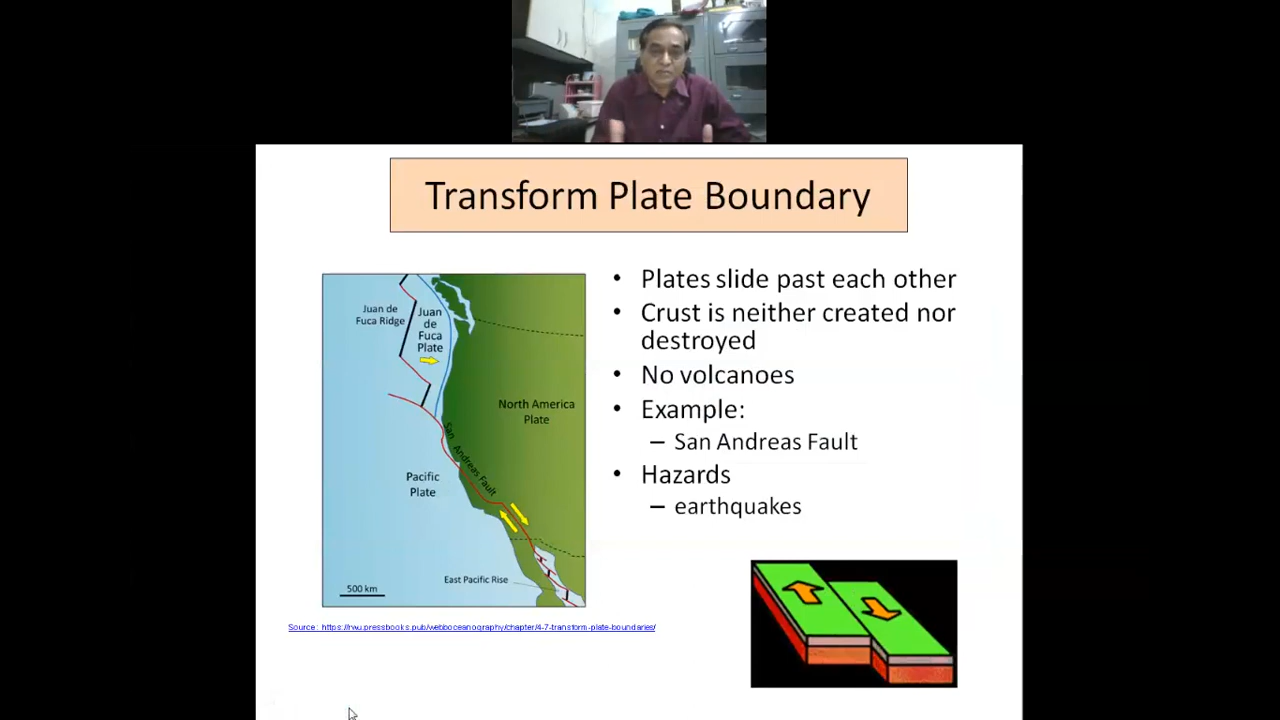 Transform Plate Boundary
Juan de
Fuca Ridge
Juan
de
Fuca
Plate
North America
Plate
San Andreas Fault
Pacific
Plate
East Pacific Rise
500 km
Source: https://rwu.pressbooks.pub/webboceanography/chapter/4-7-transform-plate-boundaries/
• Plates slide past each other
• Crust is neither created nor
destroyed
• No volcanoes
• Example:
– San Andreas Fault
• Hazards
– earthquakes